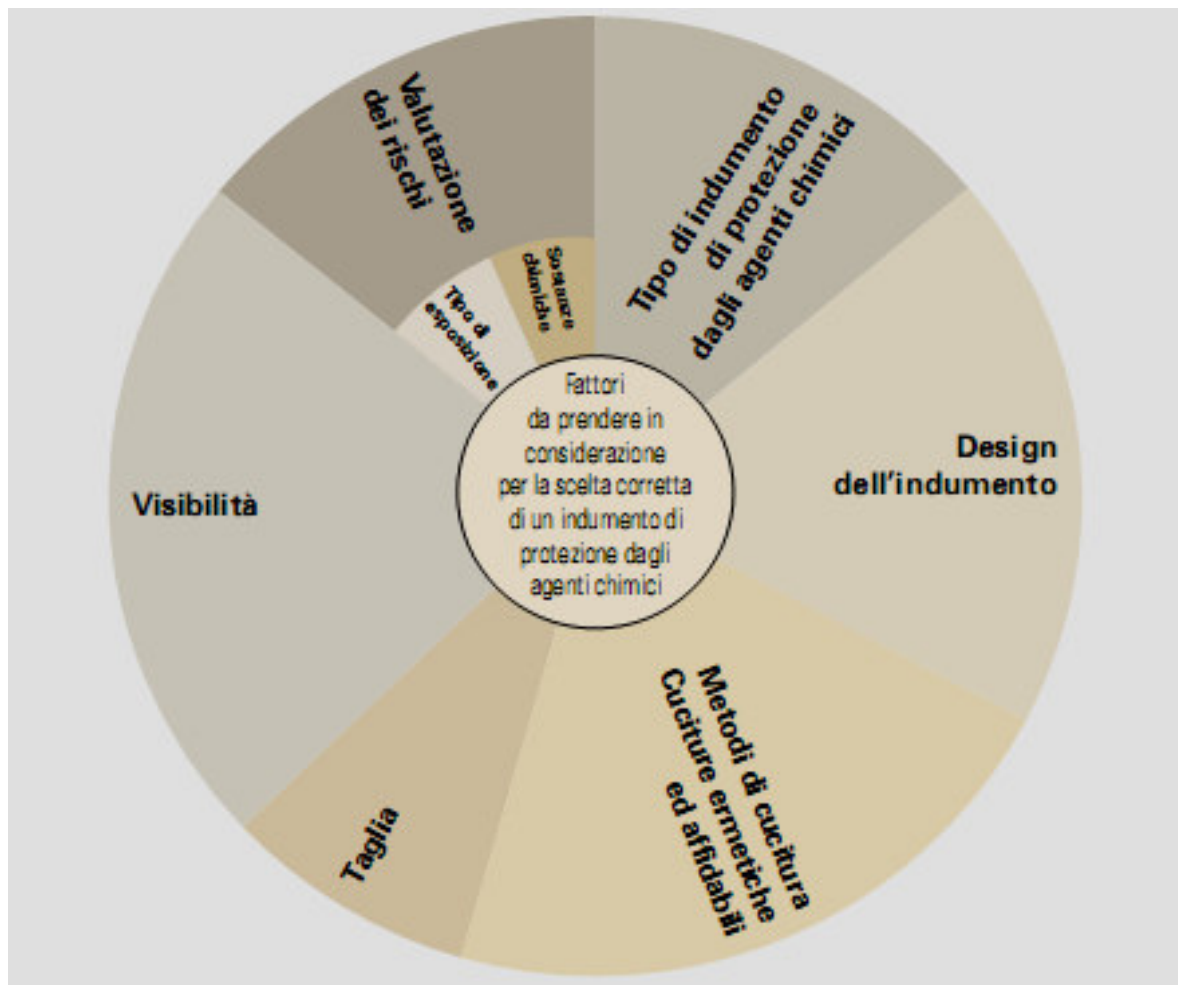 Valutazione
dei rischi
Sostanze
chimiche
Tipo di
esposizione
Tipo di indumento
di protezione
dagli agenti chimici
Design
dell'indumento
Metodi di cucitura
Cuciture ermetiche
ed affidabili
Taglia
Visibilità
Fattori
da prendere in
considerazione
per la scelta corretta
di un indumento di
protezione dagli
agenti chimici